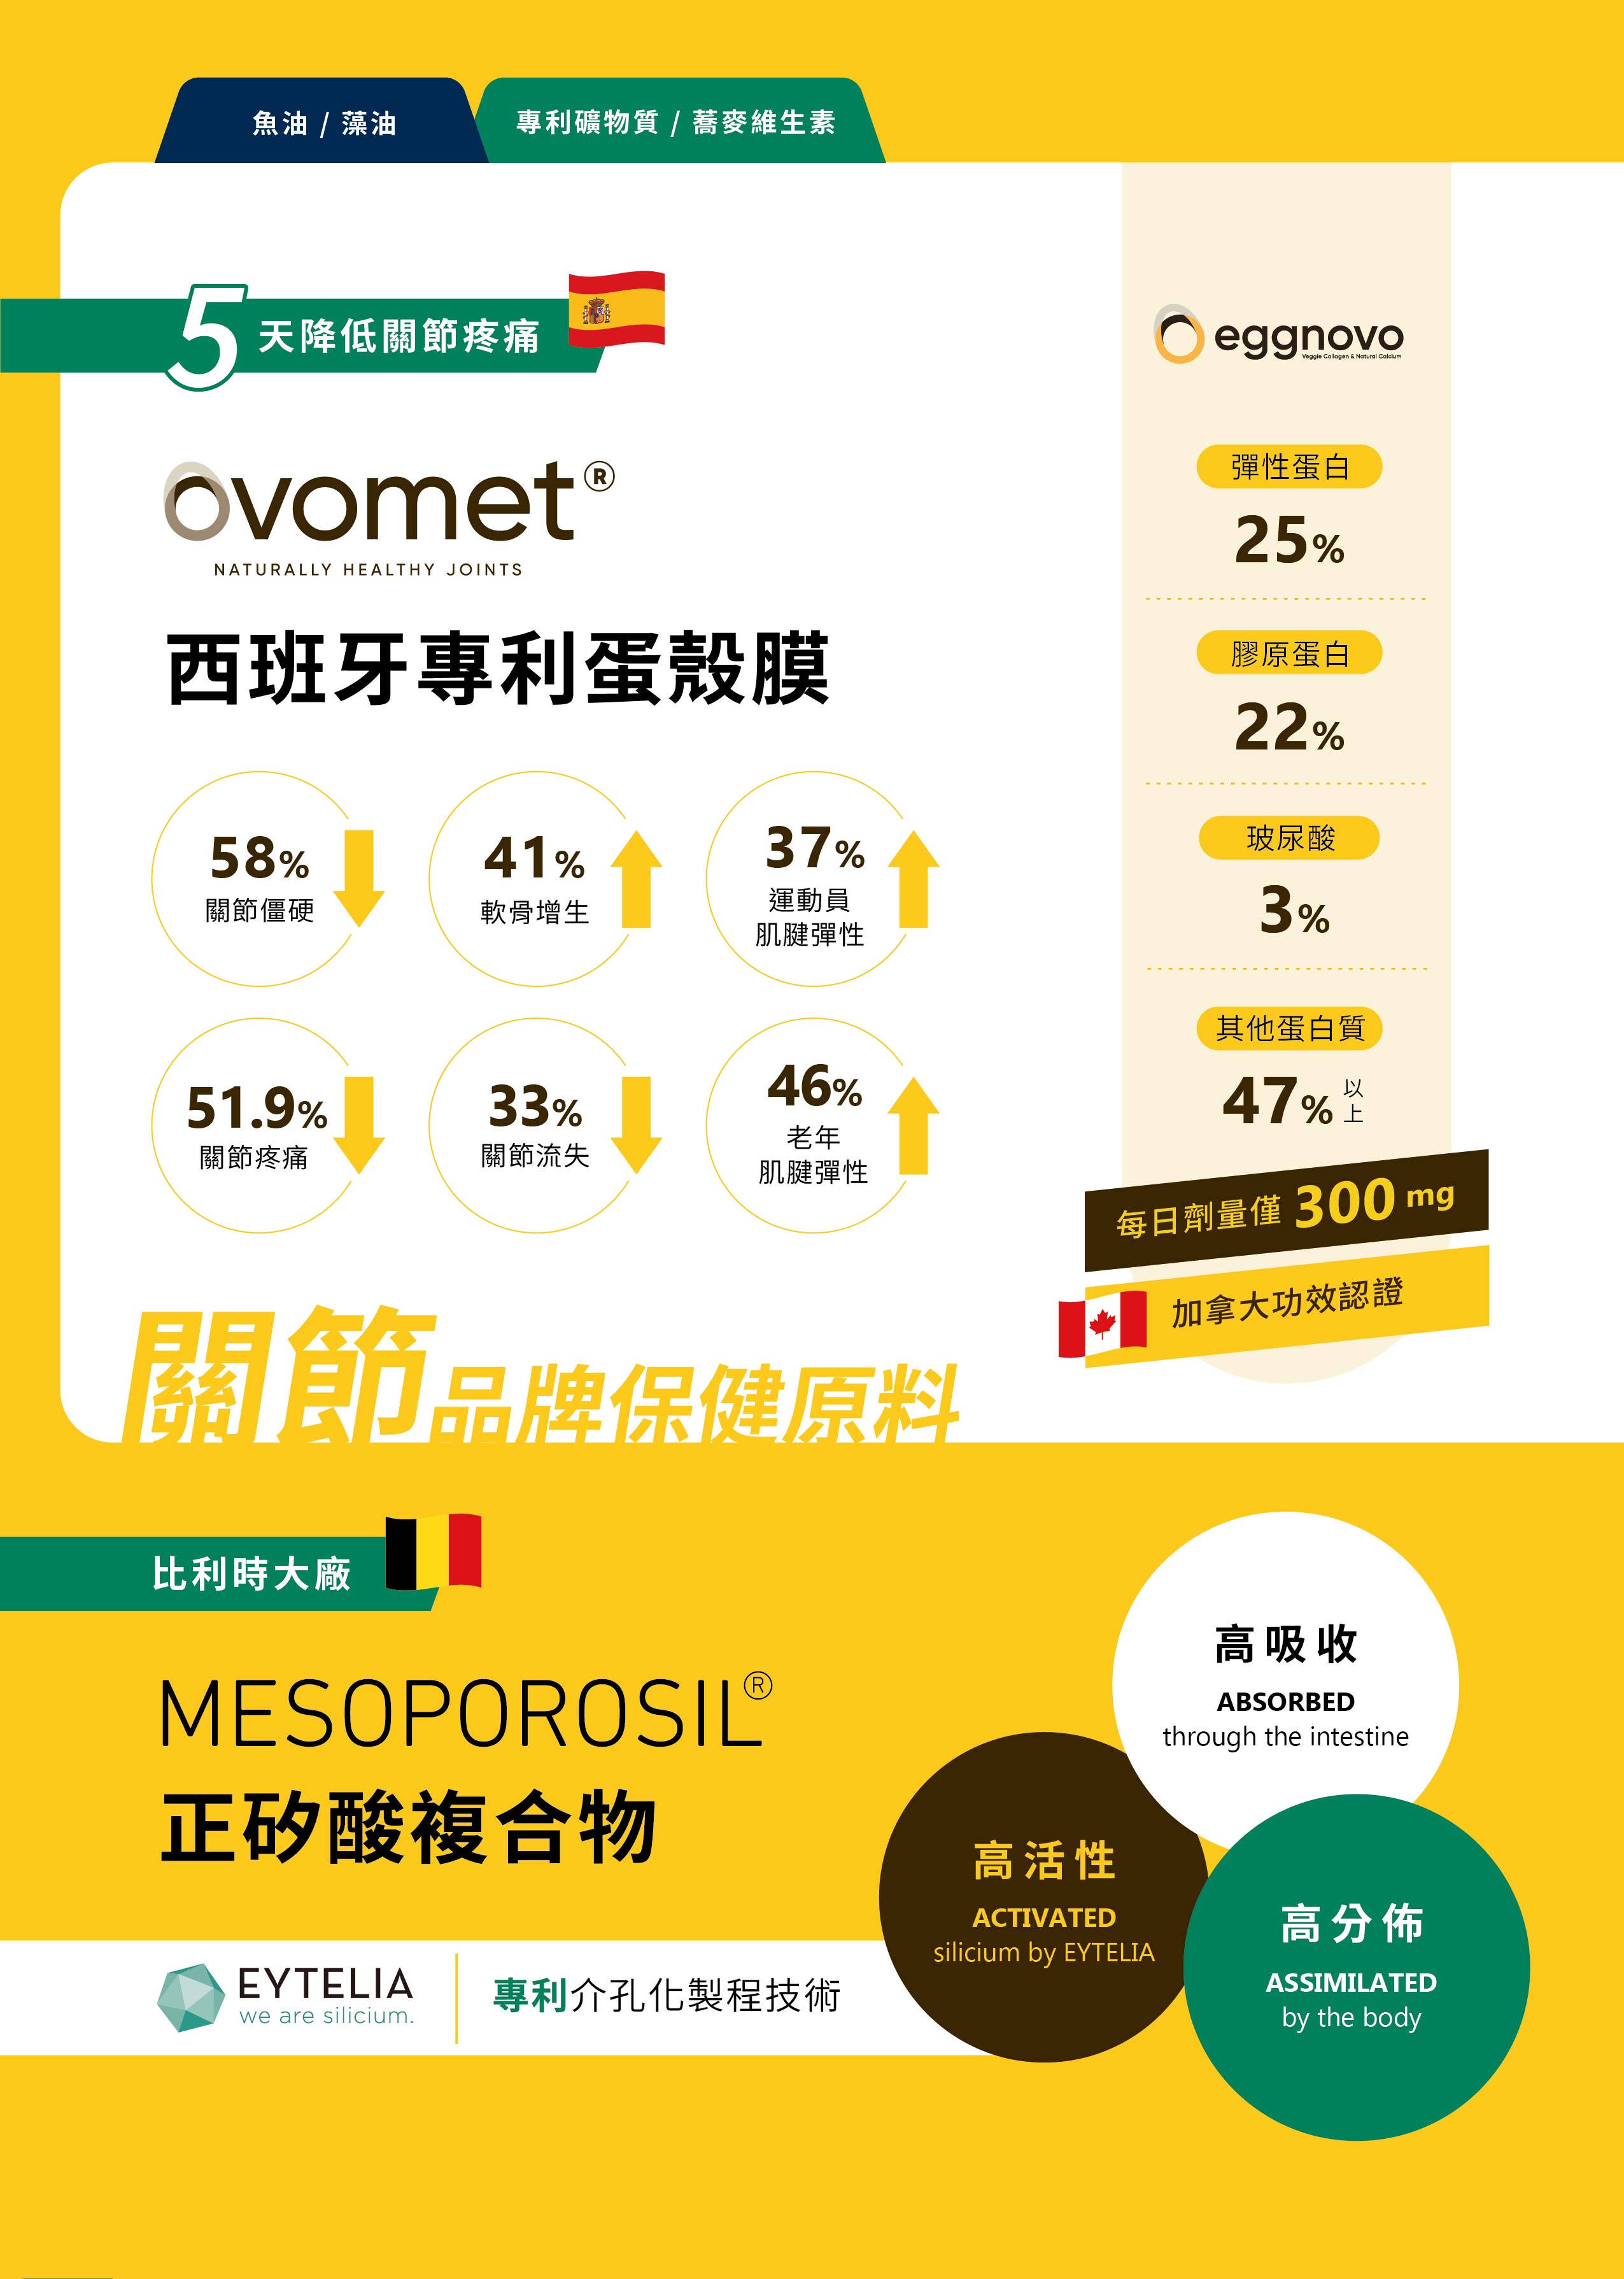 魚油 / 藻油
專利礦物質 / 蕎麥維生素
5天降低關節疼痛
ovomet®
NATURALLY HEALTHY JOINTS
西班牙專利蛋殼膜
58%
關節僵硬
41%
軟骨增生
37%
運動員
肌腱彈性
51.9%
關節疼痛
33%
關節流失
46%
老年
肌腱彈性
eggnovo
Veggie Collagen & Natural Calcium
彈性蛋白
25%
膠原蛋白
22%
玻尿酸
3%
其他蛋白質
47%以上
每日劑量僅 300 mg
加拿大功效認證
關節品牌保健原料
比利時大廠
MESOPOROSIL®
正矽酸複合物
EYTELIA
we are silicium.
專利介孔化製程技術
高吸收
ABSORBED
through the intestine
高活性
ACTIVATED
silicium by EYTELIA
高分佈
ASSIMILATED
by the body